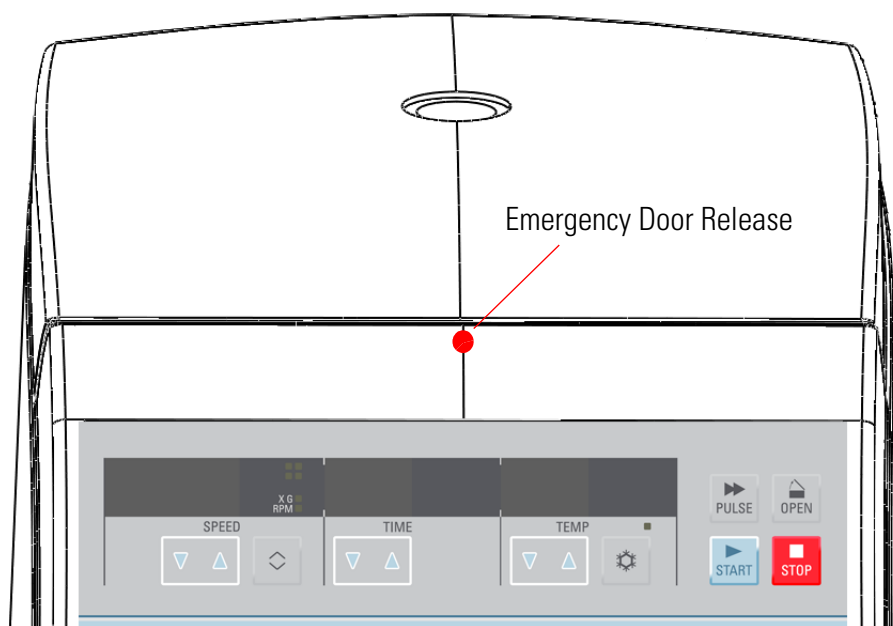 Emergency Door Release
X G
RPM
SPEED
TIME
TEMP
PULSE
OPEN
START
STOP